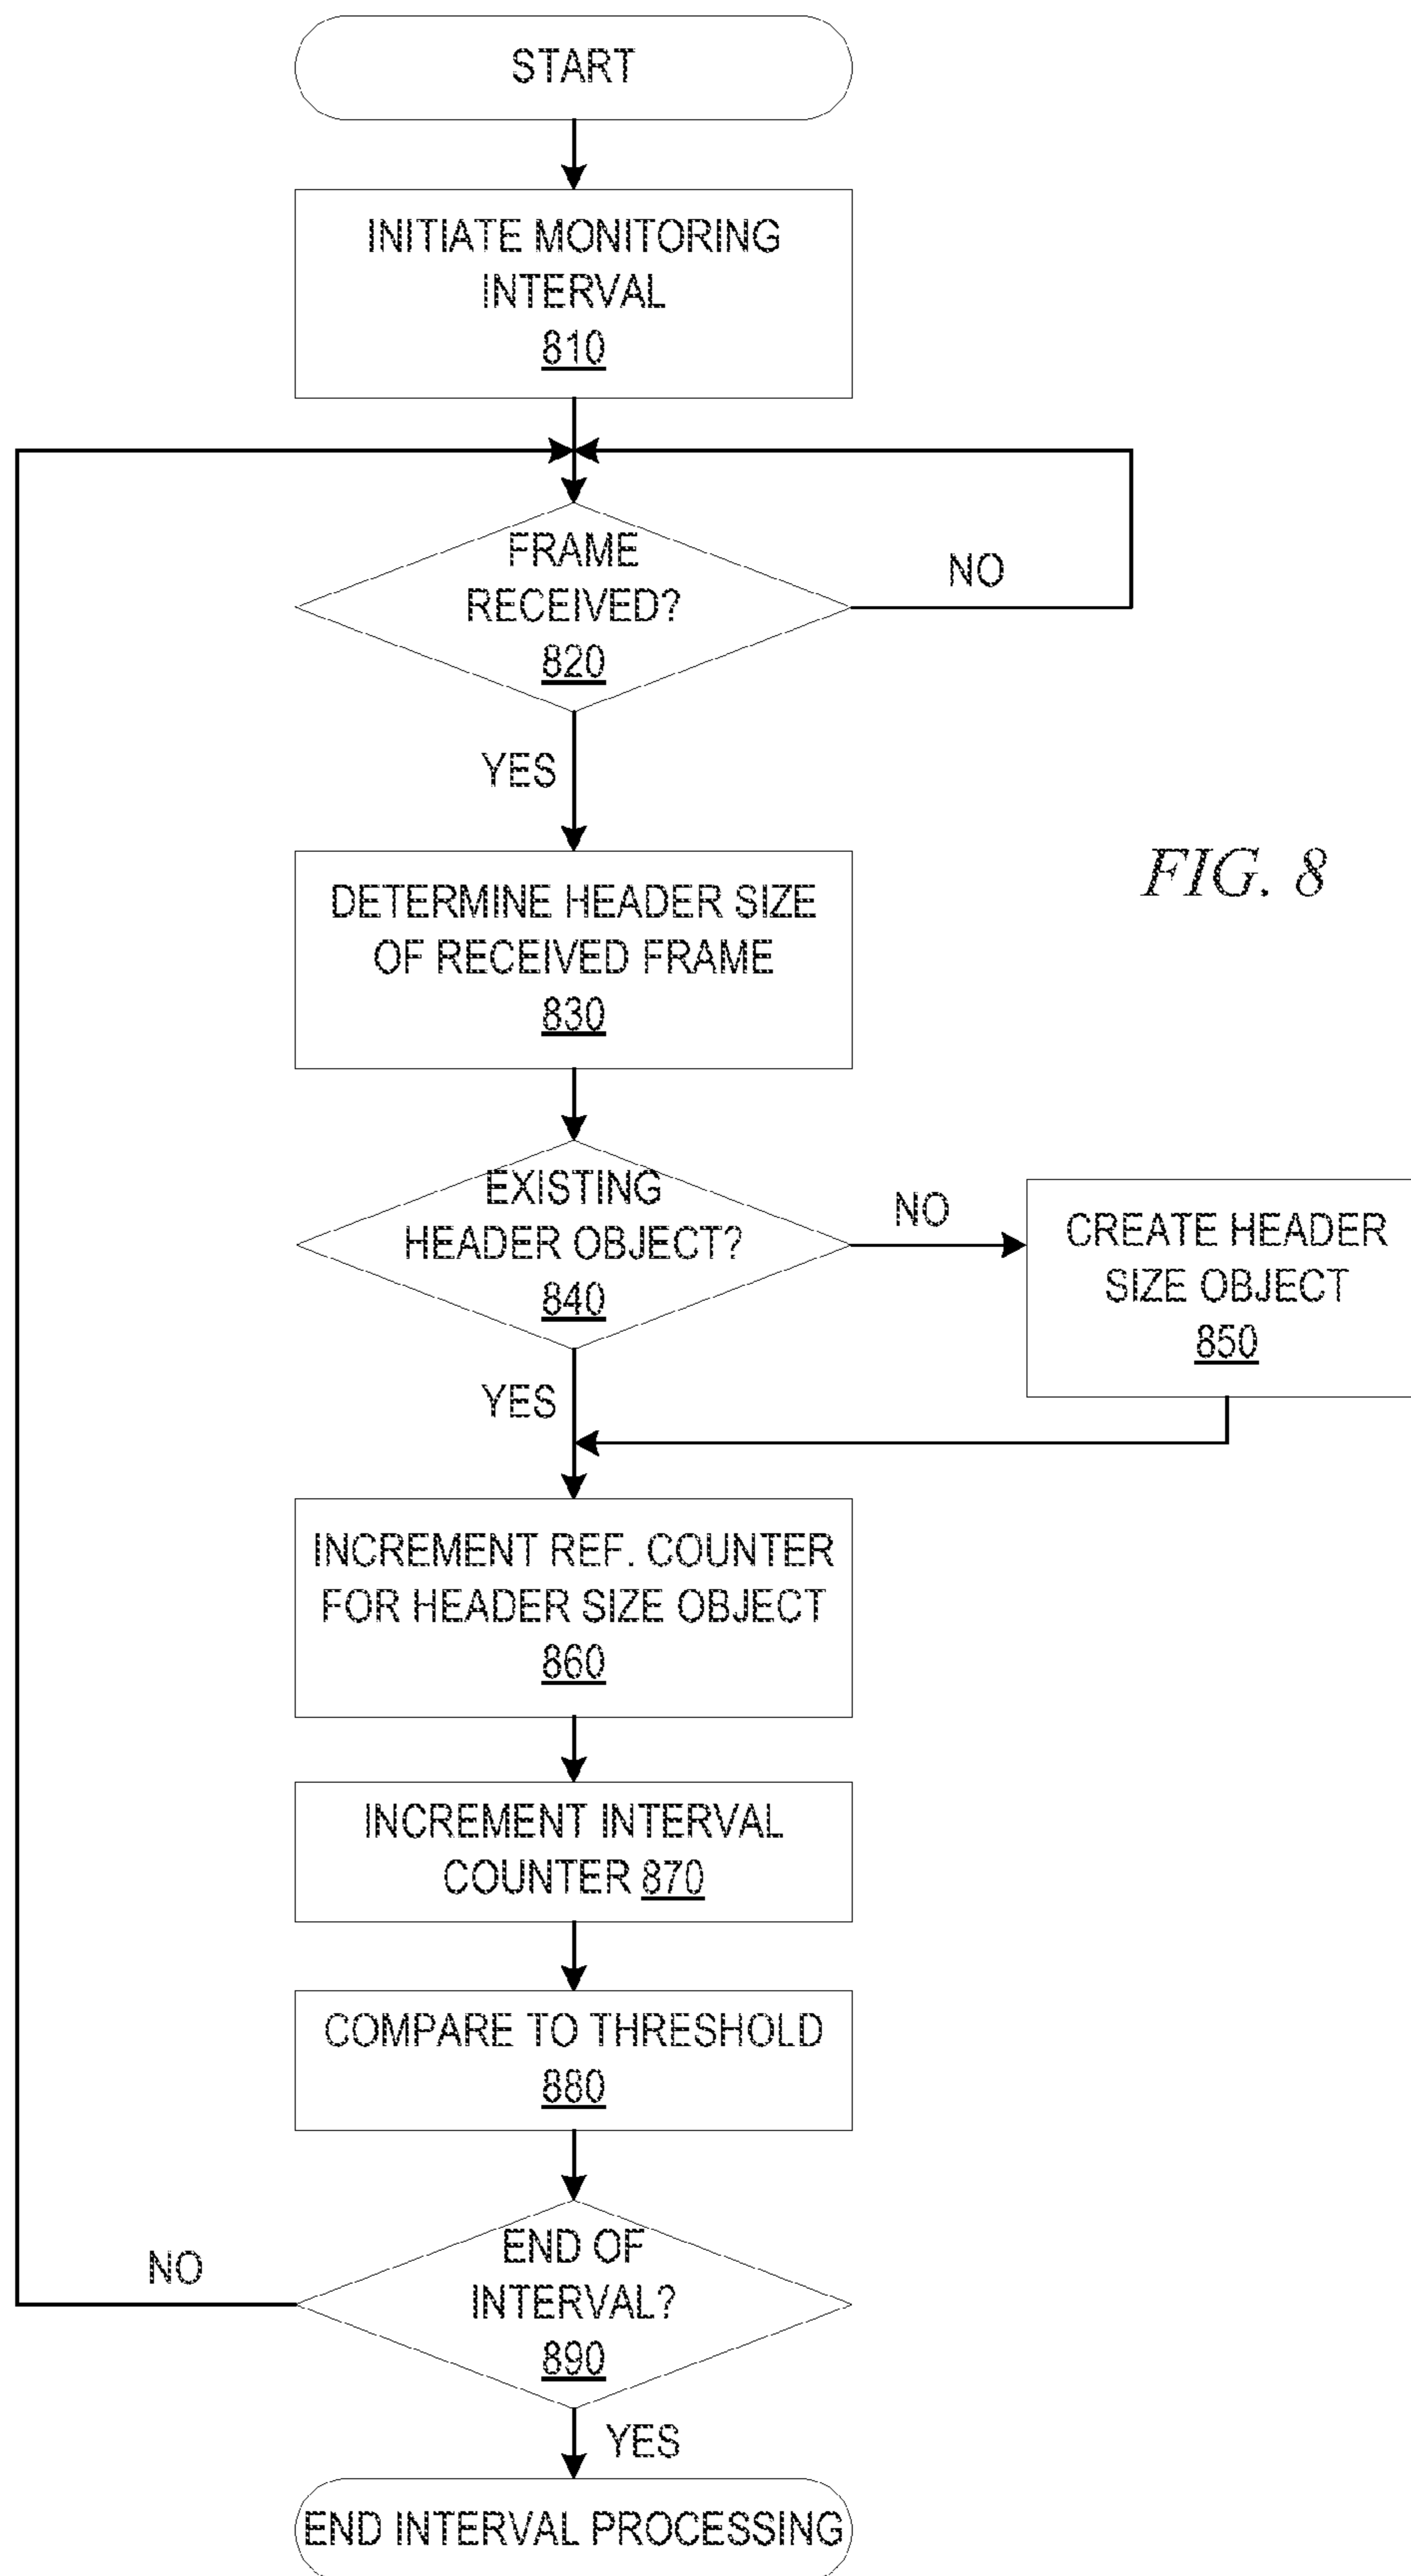 START
INITIATE MONITORING
INTERVAL
810
FRAME
RECEIVED?
820
NO
YES
DETERMINE HEADER SIZE
OF RECEIVED FRAME
830
FIG. 8
EXISTING
HEADER OBJECT?
840
NO
CREATE HEADER
SIZE OBJECT
850
YES
INCREMENT REF. COUNTER
FOR HEADER SIZE OBJECT
860
INCREMENT INTERVAL
COUNTER 870
COMPARE TO THRESHOLD
880
END OF
INTERVAL?
890
NO
YES
END INTERVAL PROCESSING